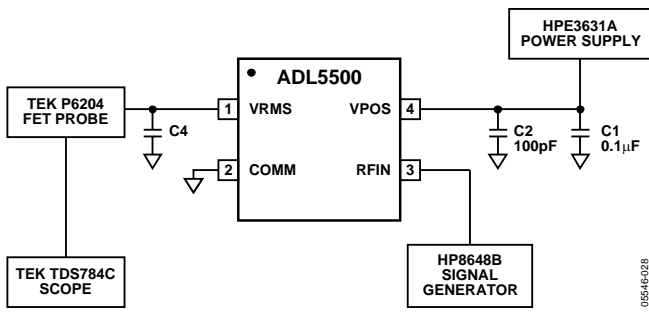 HPE3631A
POWER SUPPLY
ADL5500
TEK P6204
FET PROBE
1
VRMS
VPOS
4
C4
C2
100pF
C1
0.1µF
2
COMM
RFIN
3
TEK TDS784C
SCOPE
HP8648B
SIGNAL
GENERATOR
05546-028